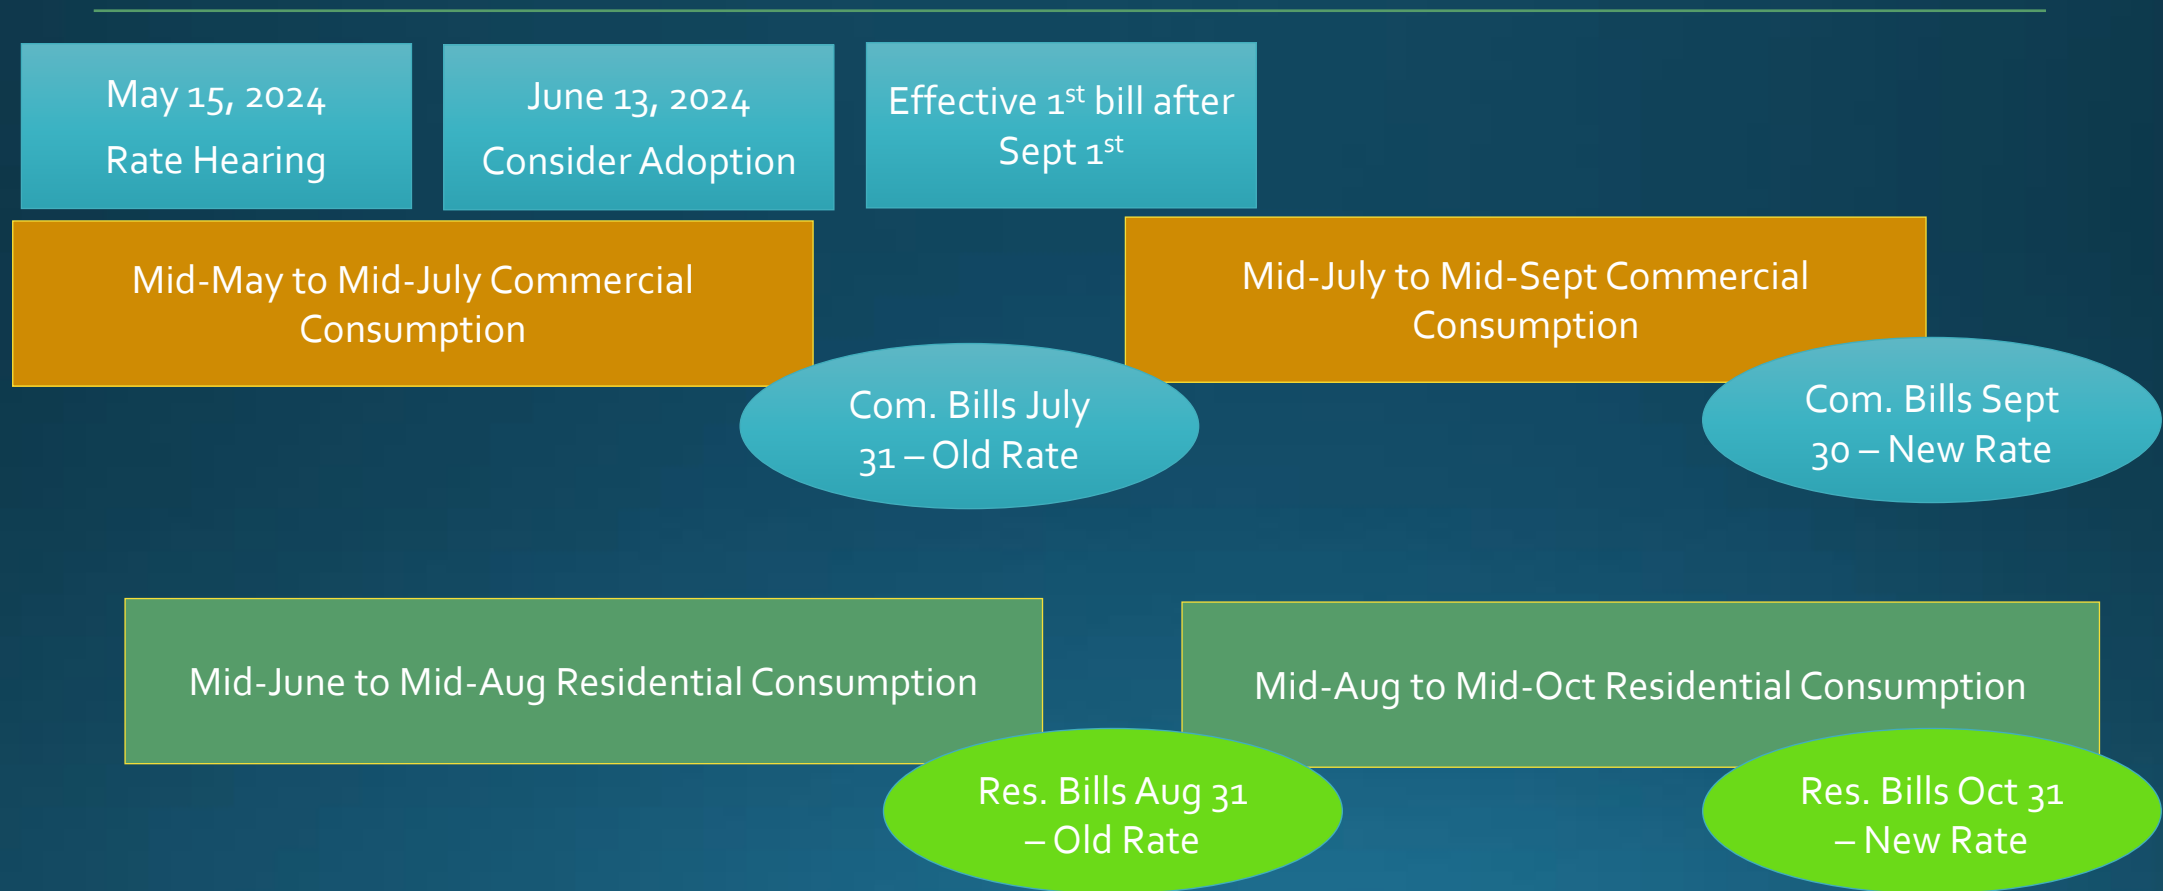 May 15, 2024
Rate Hearing
June 13, 2024
Consider Adoption
Effective 1st bill after
Sept 1st
Mid-May to Mid-July Commercial
Consumption
Mid-July to Mid-Sept Commercial
Consumption
Com. Bills July
31 – Old Rate
Com. Bills Sept
30 – New Rate
Mid-June to Mid-Aug Residential Consumption
Mid-Aug to Mid-Oct Residential Consumption
Res. Bills Aug 31
– Old Rate
Res. Bills Oct 31
– New Rate